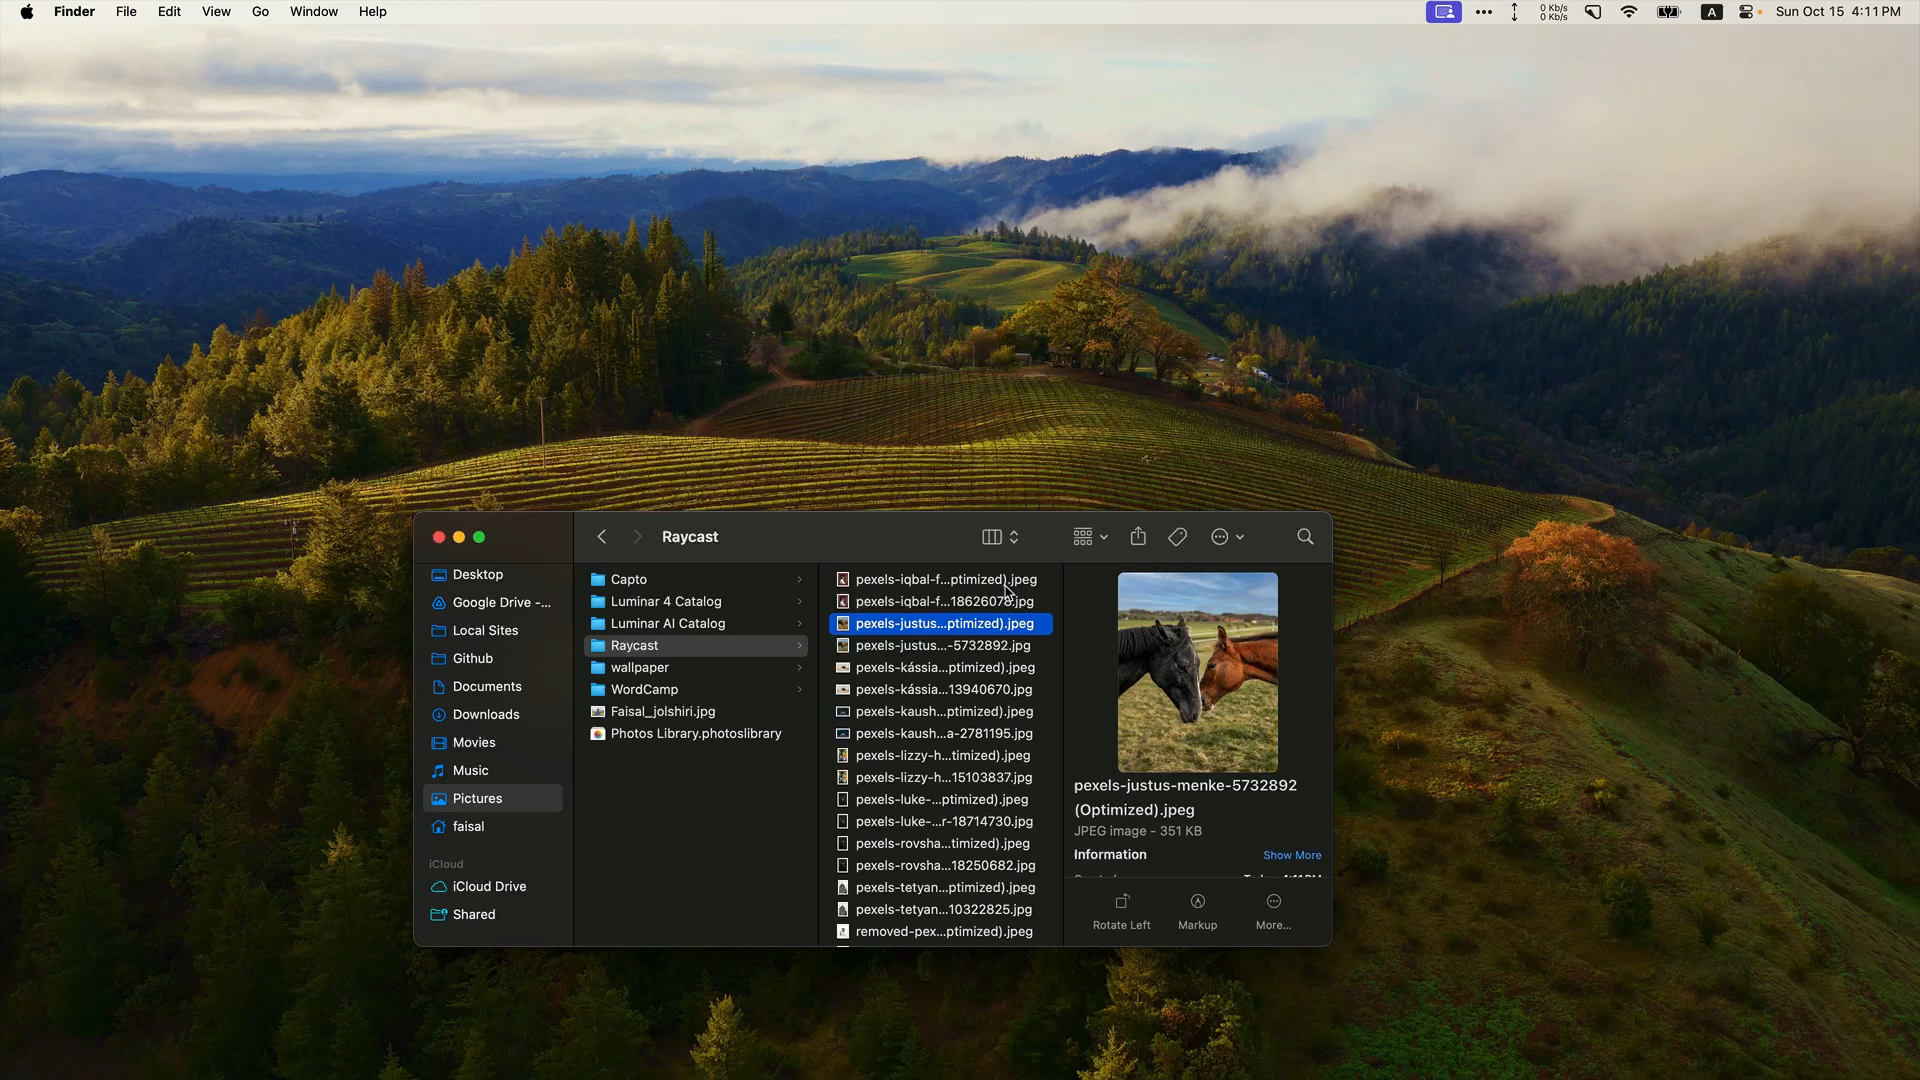 Finder File Edit View Go Window Help
0 Kb/s
0 Kb/s
A
Sun Oct 15 4:11 PM
Raycast
Desktop
Google Drive -...
Local Sites
Github
Documents
Downloads
Movies
Music
Pictures
faisal
iCloud
iCloud Drive
Shared
Capto
Luminar 4 Catalog
Luminar AI Catalog
Raycast
wallpaper
WordCamp
Faisal_jolshiri.jpg
Photos Library.photoslibrary
pexels-iqbal-f...ptimized).jpeg
pexels-iqbal-f...18626078.jpg
pexels-justus...ptimized).jpeg
pexels-justus...-5732892.jpg
pexels-kássia...ptimized).jpeg
pexels-kássia...13940670.jpg
pexels-kaush...ptimized).jpeg
pexels-kaush...a-2781195.jpg
pexels-lizzy-h...timized).jpeg
pexels-lizzy-h...15103837.jpg
pexels-luke-...ptimized).jpeg
pexels-luke-...r-18714730.jpg
pexels-rovsha...timized).jpeg
pexels-rovsha...18250682.jpg
pexels-tetyan...ptimized).jpeg
pexels-tetyan...10322825.jpg
removed-pex...ptimized).jpeg
pexels-justus-menke-5732892
(Optimized).jpeg
JPEG image - 351 KB
Information Show More
Rotate Left Markup More...